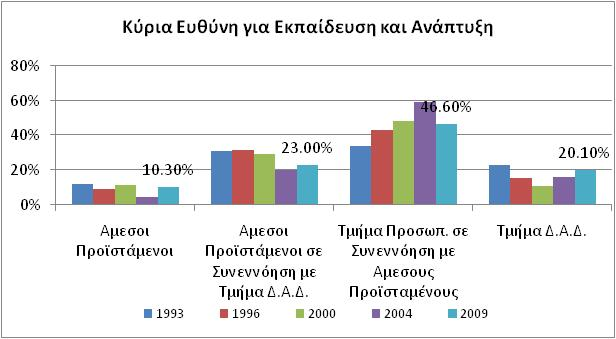 Κύρια Ευθύνη για Εκπαίδευση και Ανάπτυξη
80%
60%
40%
20%
0%
10.30%
23.00%
46.60%
20.10%
Αμεσοι
Προϊστάμενοι
Αμεσοι
Προϊστάμενοι σε
Συνεννόηση με
Τμήμα Δ.Α.Δ.
Τμήμα Προσωπ. σε
Συνεννόηση με
Αμεσους
Προϊσταμένους
Τμήμα Δ.Α.Δ.
1993 1996 2000 2004 2009